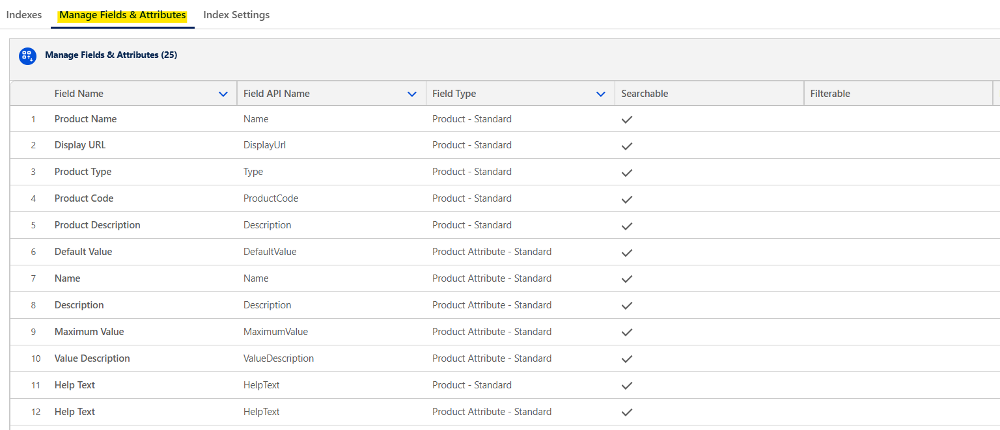 Indexes Manage Fields & Attributes Index Settings
Manage Fields & Attributes (25)
Field Name Field API Name Field Type Searchable Filterable
1 Product Name Name Product - Standard
2 Display URL DisplayUrl Product - Standard
3 Product Type Type Product - Standard
4 Product Code ProductCode Product - Standard
5 Product Description Description Product - Standard
6 Default Value DefaultValue Product Attribute - Standard
7 Name Name Product Attribute - Standard
8 Description Description Product Attribute - Standard
9 Maximum Value MaximumValue Product Attribute - Standard
10 Value Description ValueDescription Product Attribute - Standard
11 Help Text HelpText Product - Standard
12 Help Text HelpText Product Attribute - Standard